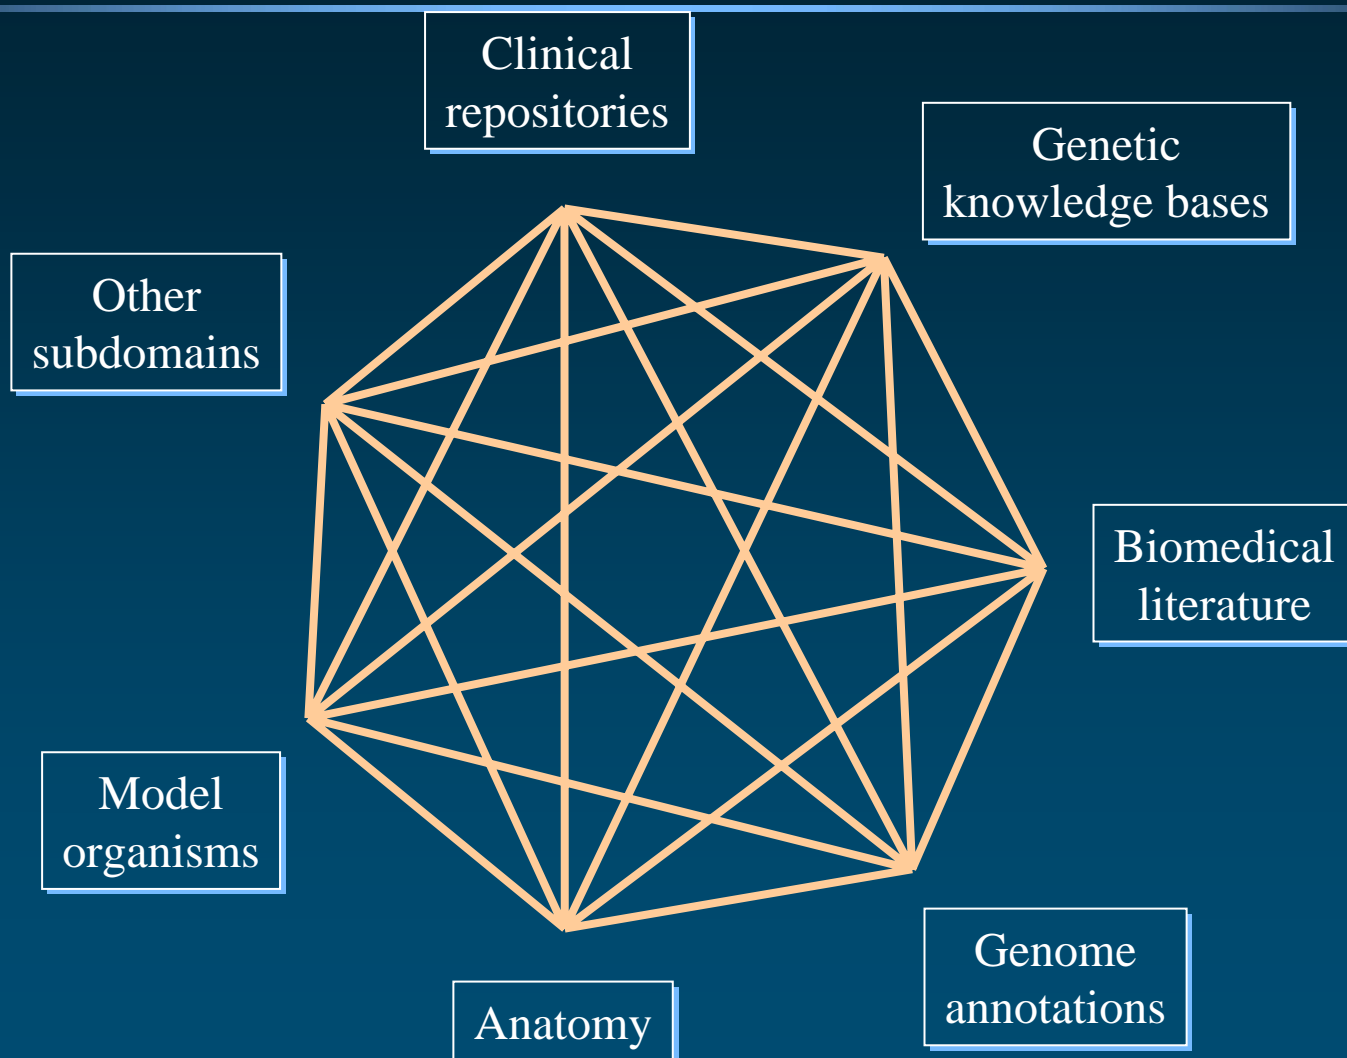 Clinical
repositories
Genetic
knowledge bases
Other
subdomains
Biomedical
literature
Model
organisms
Genome
annotations
Anatomy